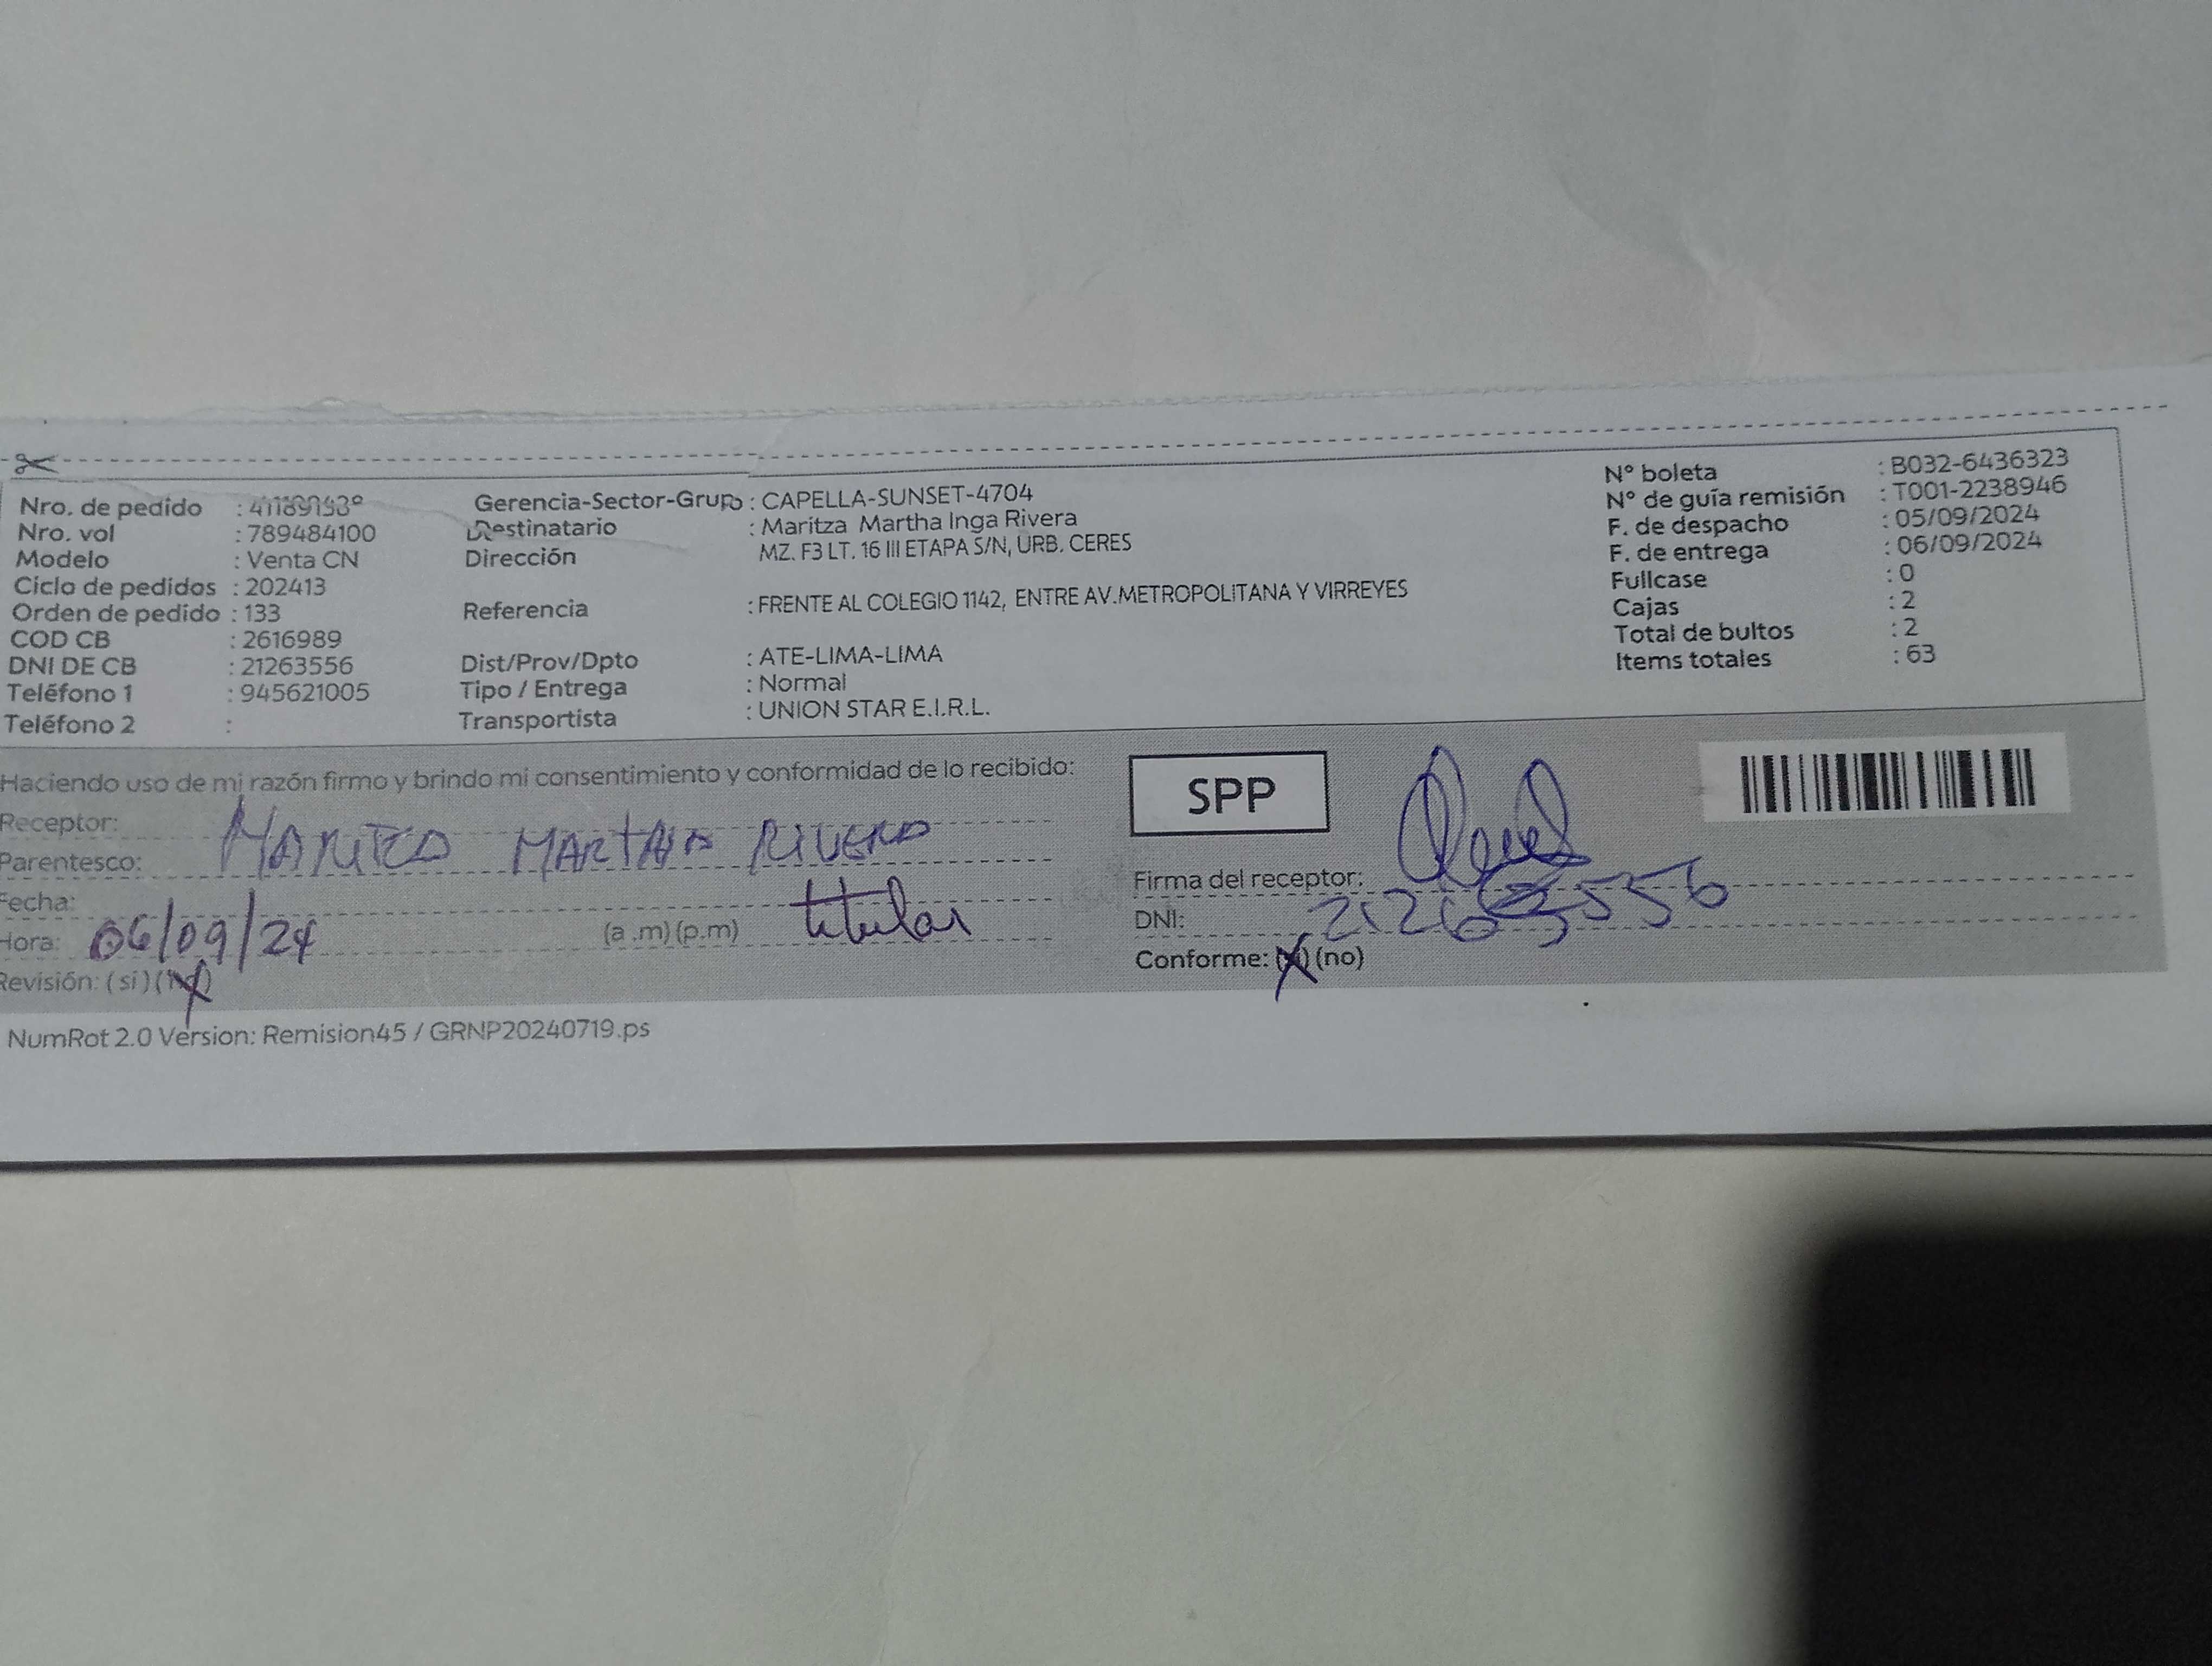 Nro. de pedido : 
Nro. vol : 789484100
Modelo : Venta CN
Ciclo de pedidos : 202413
Orden de pedido : 133
COD CB : 2616989
DNI DE CB : 21263556
Teléfono 1 : 945621005
Teléfono 2 :
Gerencia-Sector-Grupo : CAPELLA-SUNSET-4704
Destinatario : Maritza Martha Inga Rivera
Dirección MZ. F3 LT. 16 III ETAPA S/N, URB. CERES
Referencia : FRENTE AL COLEGIO 1142, ENTRE AV.METROPOLITANA Y VIRREYES
Dist/Prov/Dpto : ATE-LIMA-LIMA
Tipo / Entrega : Normal
Transportista : UNION STAR E.I.R.L.
N° boleta : B032-6436323
N° de guía remisión : T001-2238946
F. de despacho : 05/09/2024
F. de entrega : 06/09/2024
Fullcase : 0
Cajas : 2
Total de bultos : 2
Items totales : 63
Haciendo uso de mi razón firmo y brindo mi consentimiento y conformidad de lo recibido:
Receptor:
Parentesco: MARTHA
Fecha:
Hora: 06/09/24 (a .m) (p.m) titular
Revisión: (si)
SPP
Firma del receptor:
DNI: 21263556
Conforme: (no)
NumRot 2.0 Version: Remision45 / GRNP20240719.ps